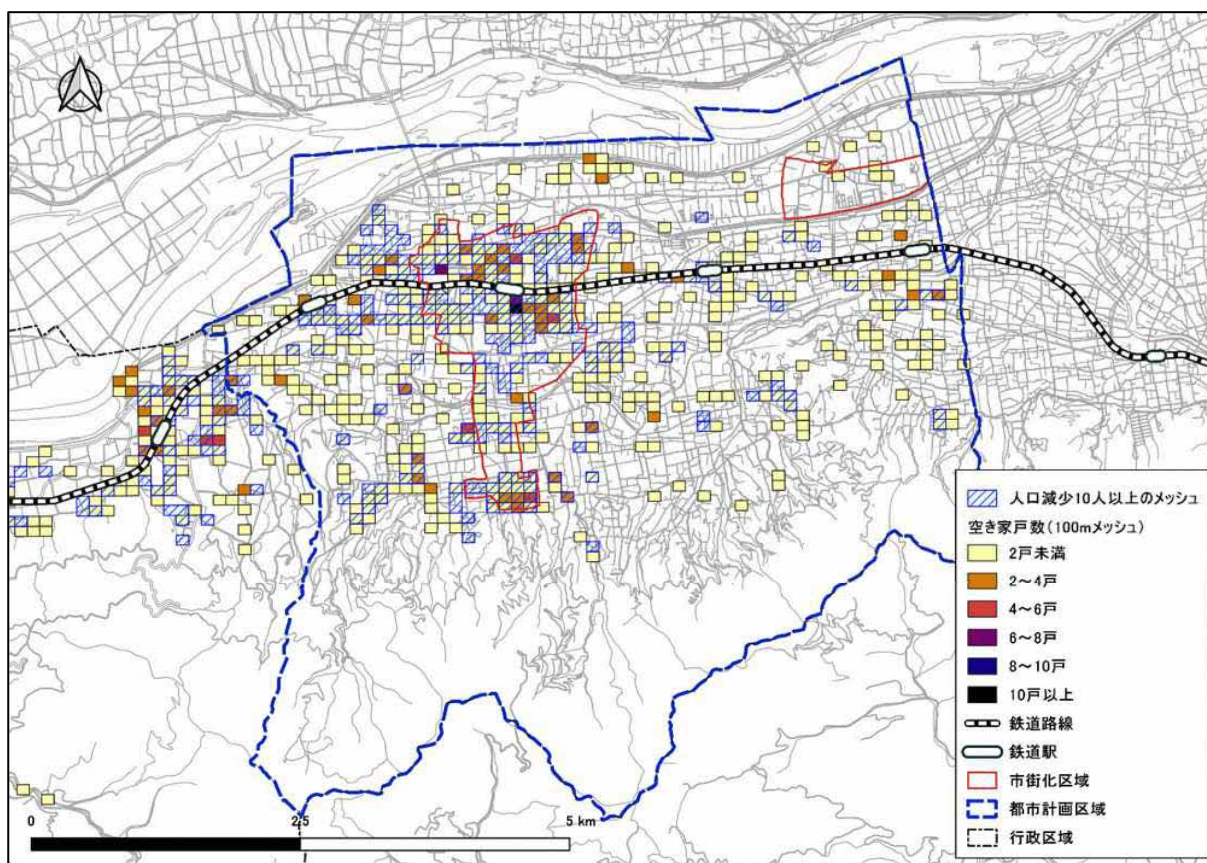 人口減少10人以上のメッシュ
空き家戸数(100mメッシュ)
2戸未満
2～4戸
4～6戸
6～8戸
8～10戸
10戸以上
鉄道路線
鉄道駅
市街化区域
都市計画区域
行政区域
0 2.5 5 km